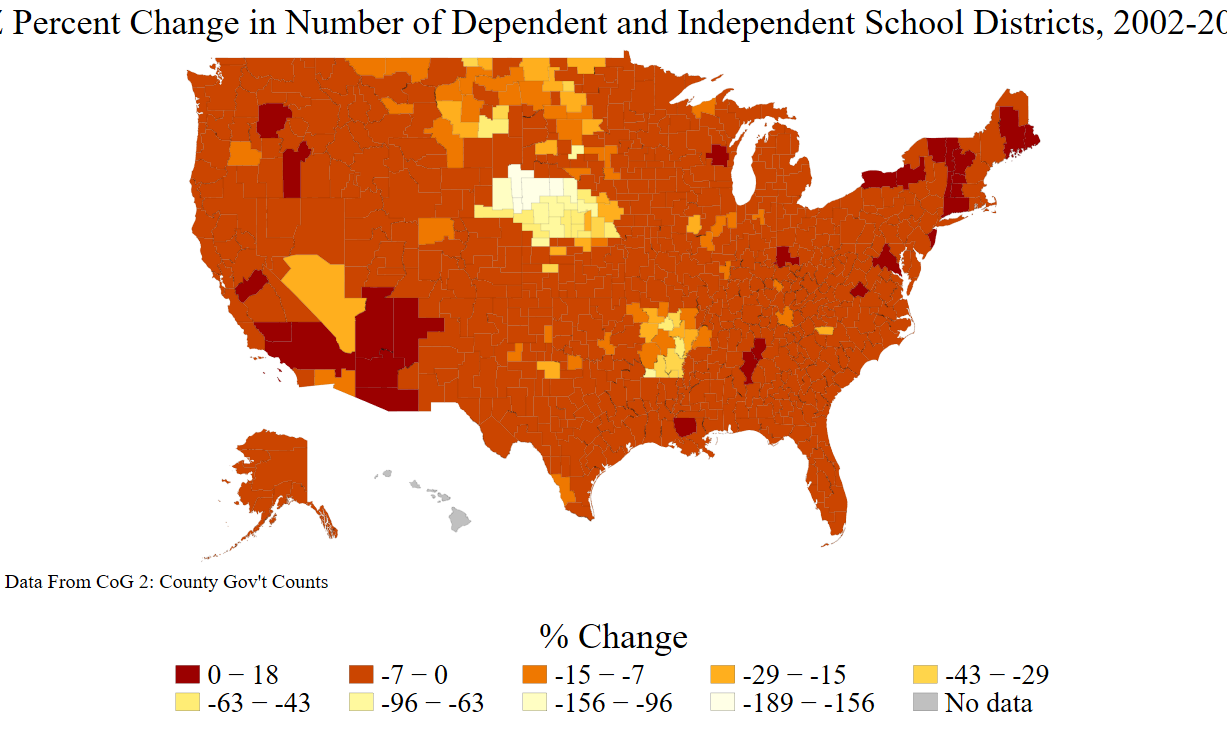 Percent Change in Number of Dependent and Independent School Districts, 2002-20
Data From CoG 2: County Gov't Counts
% Change
0 − 18
-7 − 0
-15 − -7
-29 − -15
-43 − -29
-63 − -43
-96 − -63
-156 − -96
-189 − -156
No data